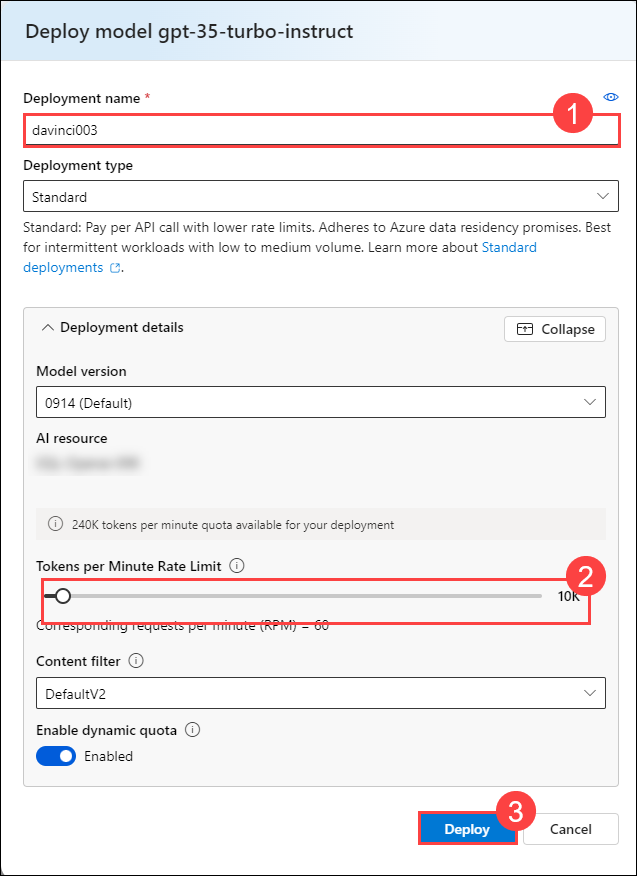 Deploy model gpt-35-turbo-instruct
Deployment name *
1
davinci003
Deployment type
Standard
Standard: Pay per API call with lower rate limits. Adheres to Azure data residency promises. Best
for intermittent workloads with low to medium volume. Learn more about Standard
deployments.
Deployment details
Collapse
Model version
0914 (Default)
AI resource
240K tokens per minute quota available for your deployment
Tokens per Minute Rate Limit
2
10K
Corresponding requests per minute (RPM) = 60
Content filter
DefaultV2
Enable dynamic quota
Enabled
3
Deploy
Cancel